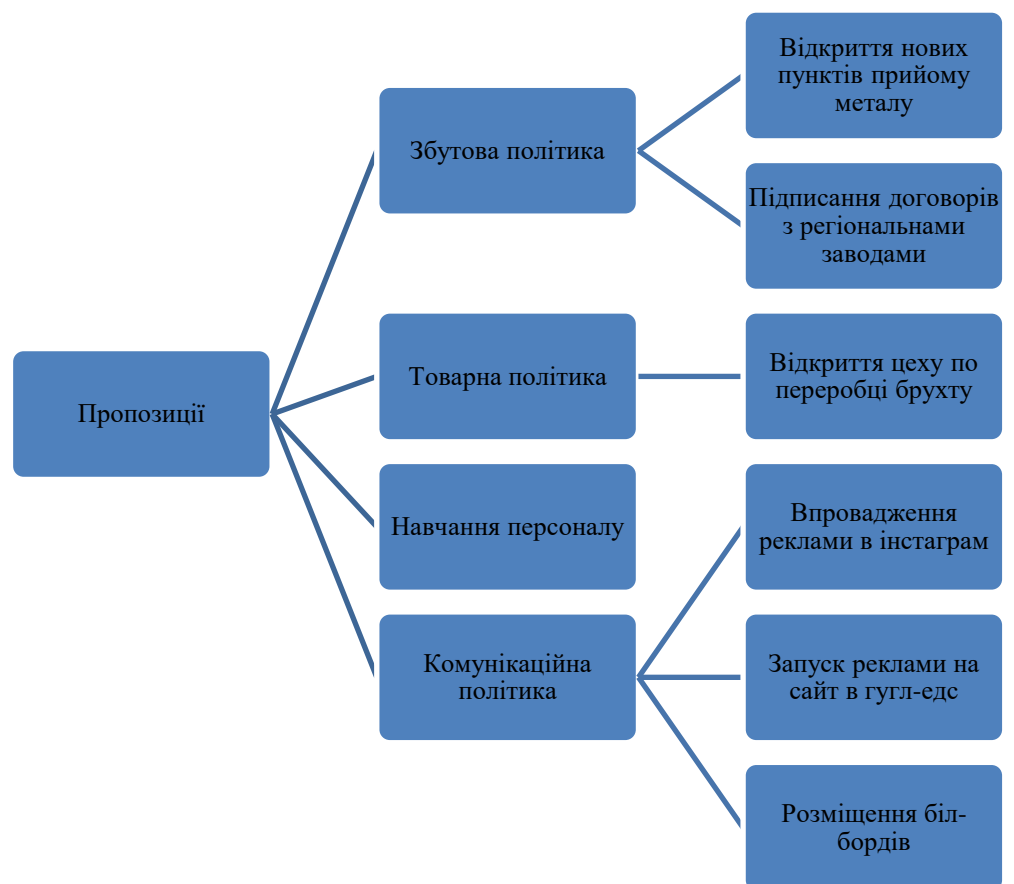 Пропозиції
Збутова політика
Відкриття нових
пунктів прийому
металу
Підписання договорів
з регіональнами
заводами
Товарна політика
Відкриття цеху по
переробці брухту
Навчання персоналу
Комунікаційна
політика
Впровадження
реклами в інстаграм
Запуск реклами на
сайт в гугл-едс
Розміщення біл-
бордів